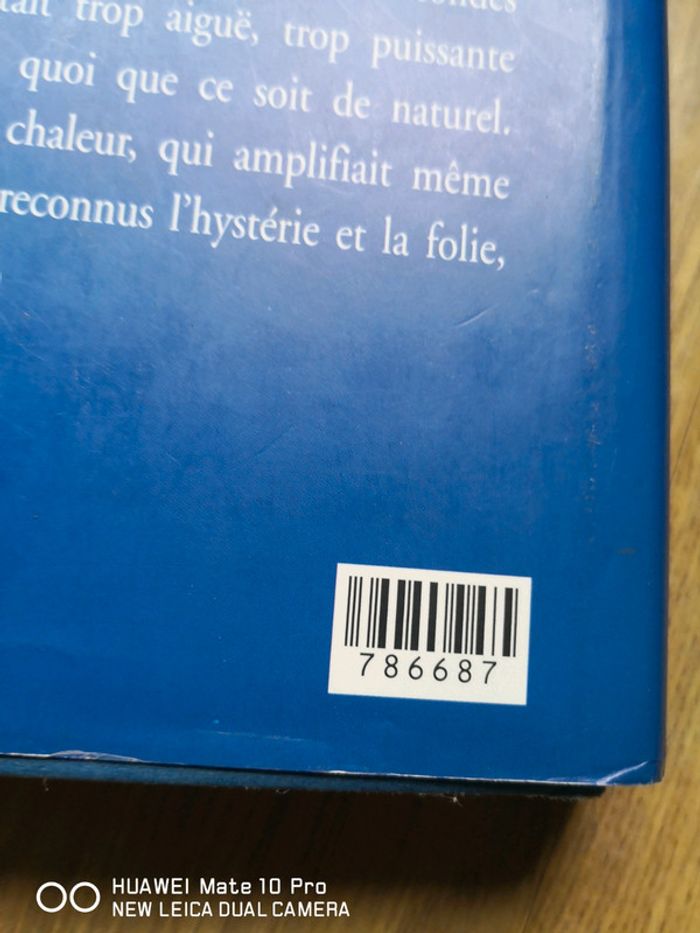 trop aiguë, trop puissante
quoi que ce soit de naturel.
chaleur, qui amplifiait même
reconnus l'hystérie et la folie,
786687
HUAWEI Mate 10 Pro
NEW LEICA DUAL CAMERA